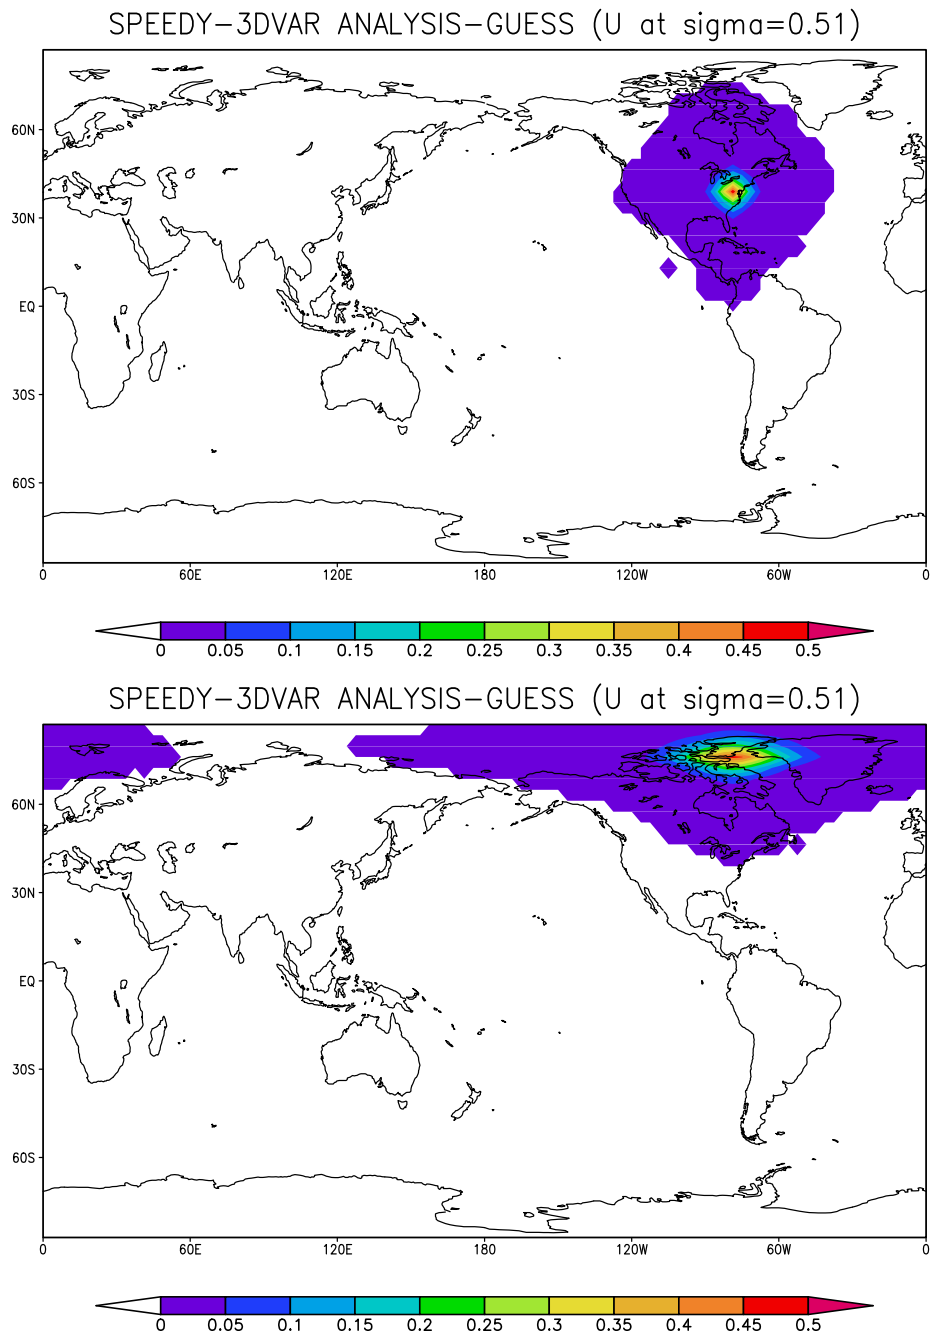 SPEEDY-3DVAR ANALYSIS-GUESS (U at sigma=0.51)
60N
30N
EQ
30S
60S
0 60E 120E 180 120W 60W 0
0 0.05 0.1 0.15 0.2 0.25 0.3 0.35 0.4 0.45 0.5
SPEEDY-3DVAR ANALYSIS-GUESS (U at sigma=0.51)
60N
30N
EQ
30S
60S
0 60E 120E 180 120W 60W 0
0 0.05 0.1 0.15 0.2 0.25 0.3 0.35 0.4 0.45 0.5